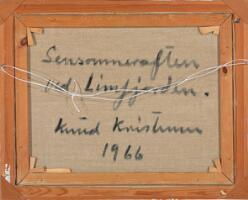 Sensommeraften
ved Limfjorden.
Knud Kristensen
1966